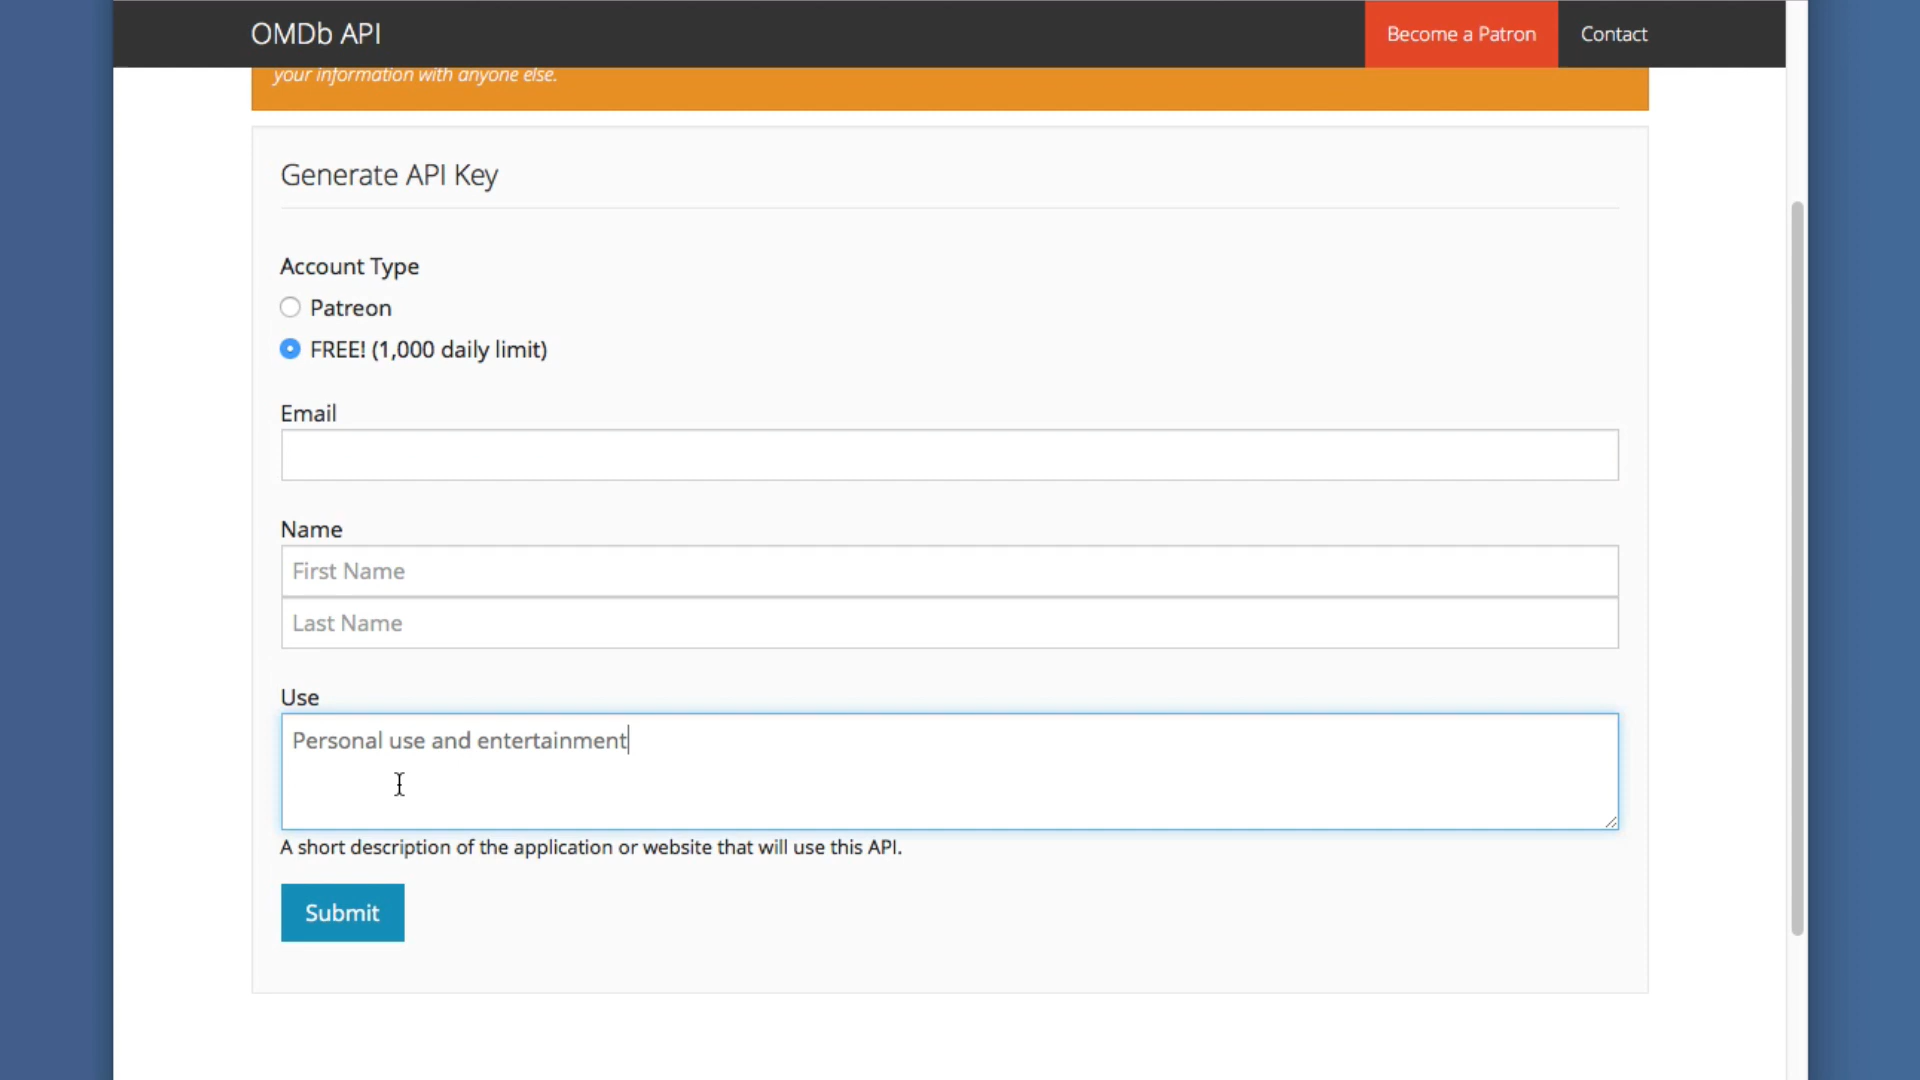 OMDb API
Become a Patron
Contact
your information with anyone else.
Generate API Key
Account Type
Patreon
FREE! (1,000 daily limit)
Email
Name
First Name
Last Name
Use
Personal use and entertainment
A short description of the application or website that will use this API.
Submit